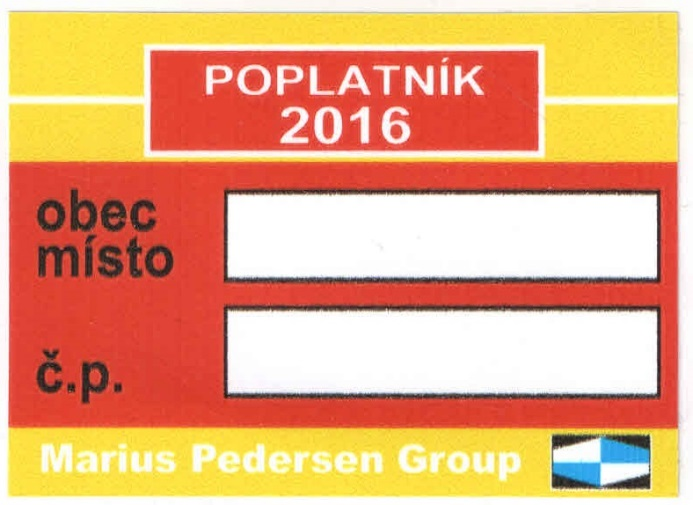 POPLATNÍK
2016
obec
místo
č.p.
Marius Pedersen Group